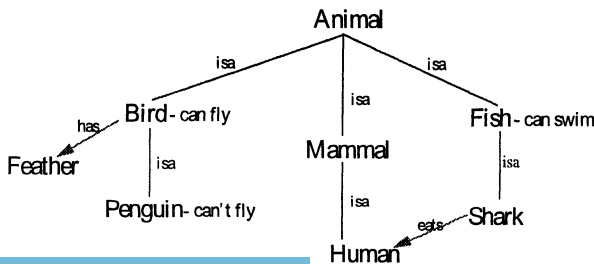 Animal
isa
isa
isa
Bird - can fly
Fish - can swim
has
Feather
isa
Mammal
isa
Penguin - can't fly
isa
Shark
eats
Human